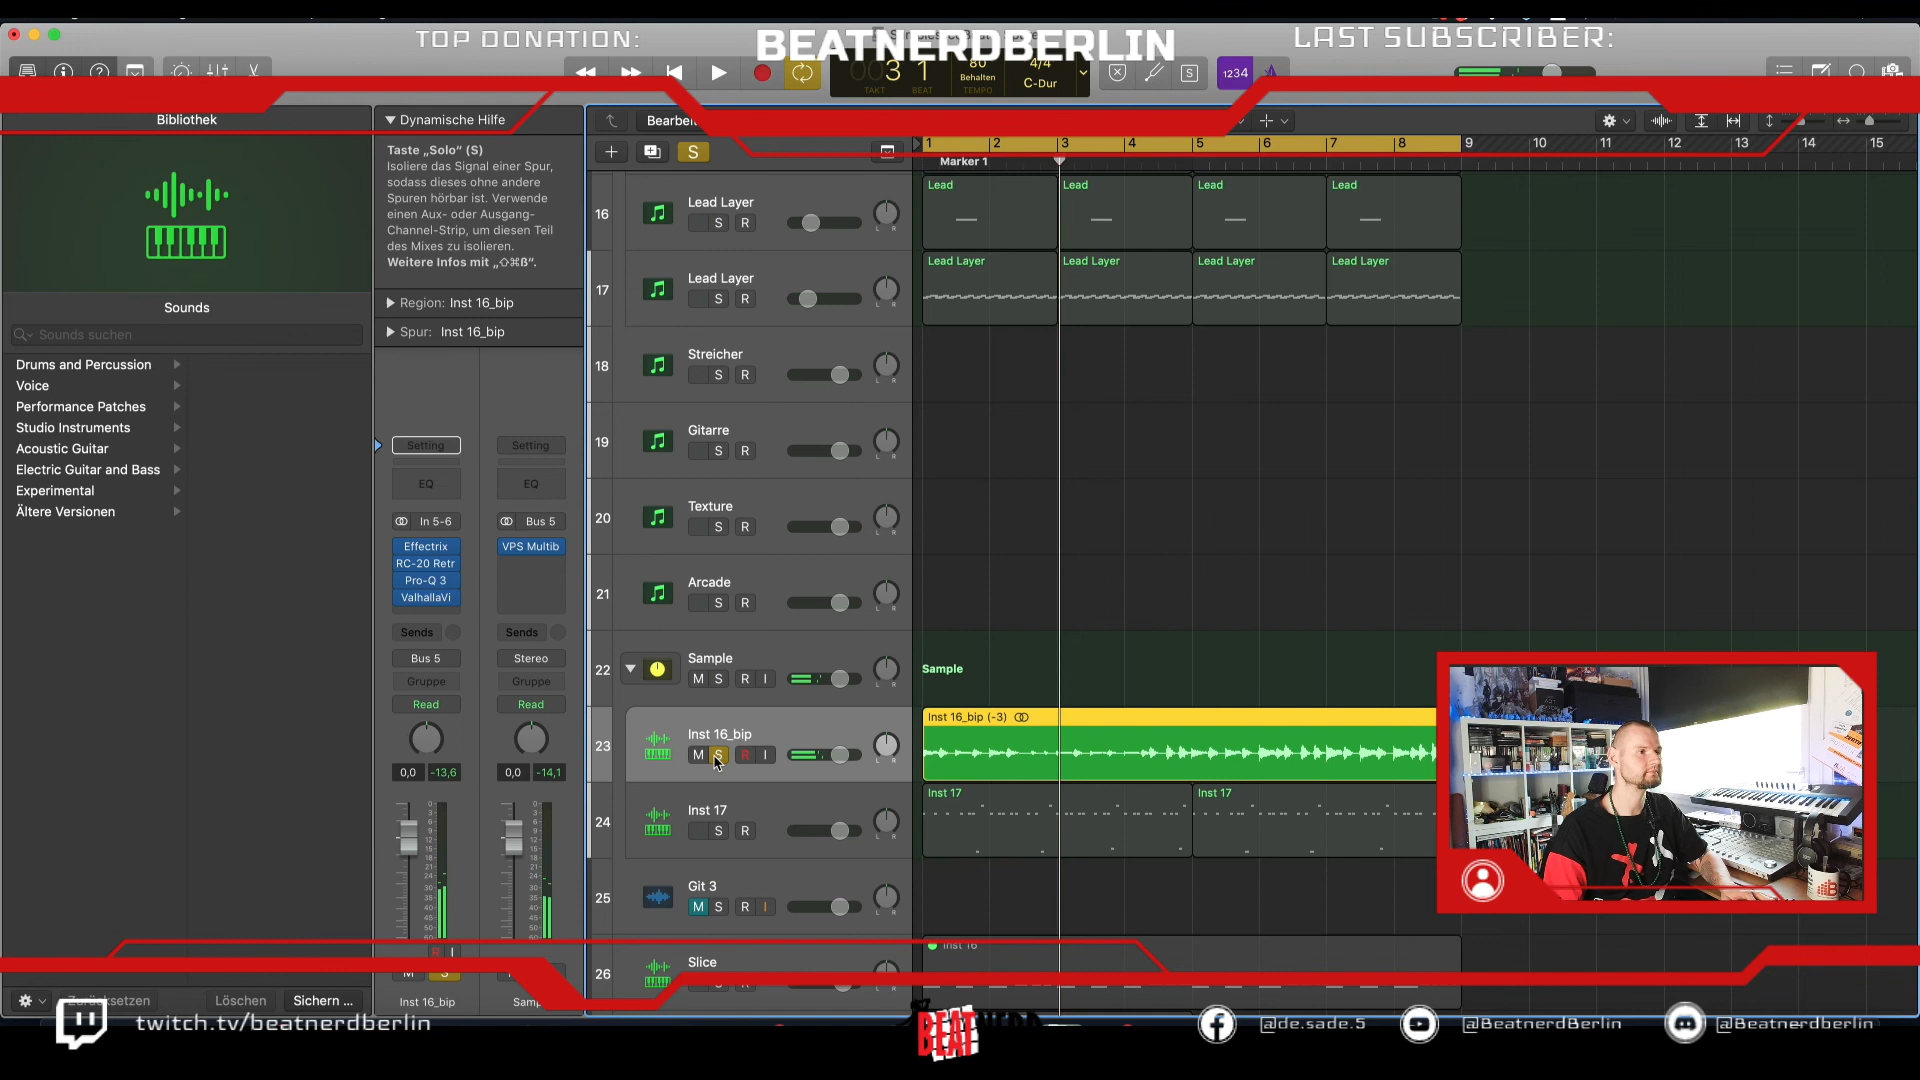 TOP DONATION:
BEATNERDBERLIN
LAST SUBSCRIBER:
3 1
TAKT
BEAT
80
Behalten
TEMPO
4/4
C-Dur
S
1234
Bibliothek
Dynamische Hilfe
Bearbei
Taste „Solo“ (S)
Isoliere das Signal einer Spur,
sodass dieses ohne andere
Spuren hörbar ist. Verwende
einen Aux- oder Ausgang-
Channel-Strip, um diesen Teil
des Mixes zu isolieren.
Weitere Infos mit „⇧⌘ß“.
Region: Inst 16_bip
Spur: Inst 16_bip
Sounds
Sounds suchen
Drums and Percussion
Voice
Performance Patches
Studio Instruments
Acoustic Guitar
Electric Guitar and Bass
Experimental
Ältere Versionen
Setting
Setting
EQ
EQ
In 5-6
Bus 5
Effectrix
RC-20 Retr
Pro-Q 3
ValhallaVi
VPS Multib
Sends
Sends
Bus 5
Stereo
Gruppe
Gruppe
Read
Read
0,0 -13,6
0,0 -14,1
Inst 16_bip
Samp
Zurücksetzen
Löschen
Sichern ...
S
1 2 3 4 5 6 7 8 9 10 11 12 13 14 15
Marker 1
16 Lead Layer
S R
Lead Lead Lead Lead
17 Lead Layer
S R
Lead Layer Lead Layer Lead Layer Lead Layer
18 Streicher
S R
19 Gitarre
S R
20 Texture
S R
21 Arcade
S R
22 Sample
M S R I
Sample
23 Inst 16_bip
M S R I
Inst 16_bip (-3)
24 Inst 17
S R
Inst 17 Inst 17
25 Git 3
M S R I
26 Slice
Inst 16
twitch.tv/beatnerdberlin
BEATNERD
@de.sade.5
@BeatnerdBerlin
@Beatnerdberlin